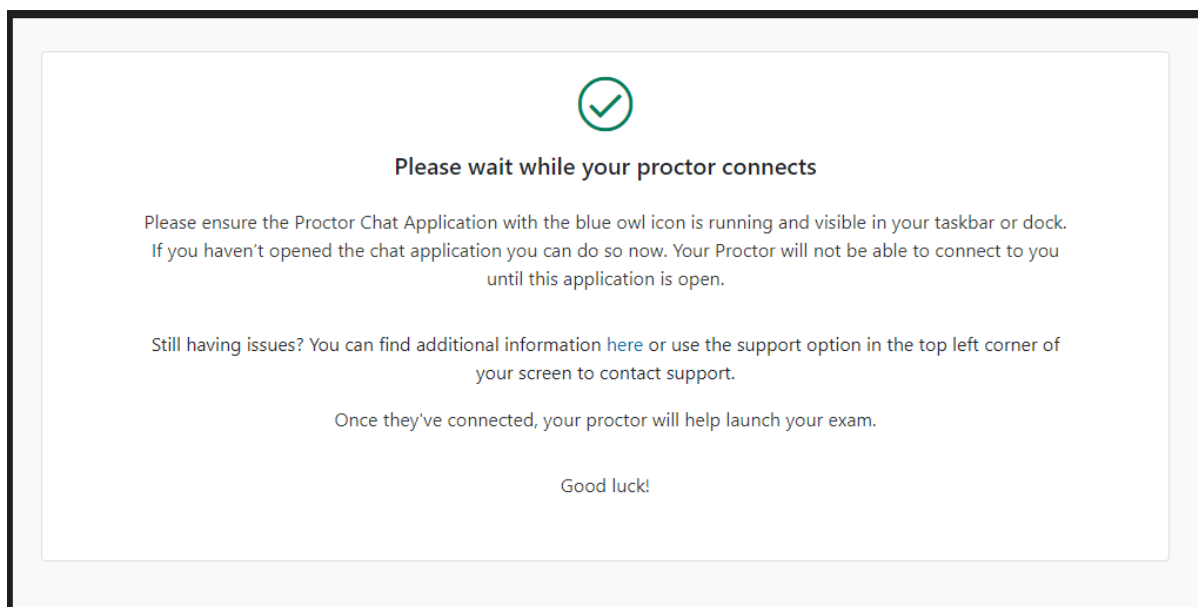 Please wait while your proctor connects
Please ensure the Proctor Chat Application with the blue owl icon is running and visible in your taskbar or dock.
If you haven't opened the chat application you can do so now. Your Proctor will not be able to connect to you
until this application is open.
Still having issues? You can find additional information here or use the support option in the top left corner of
your screen to contact support.
Once they've connected, your proctor will help launch your exam.
Good luck!